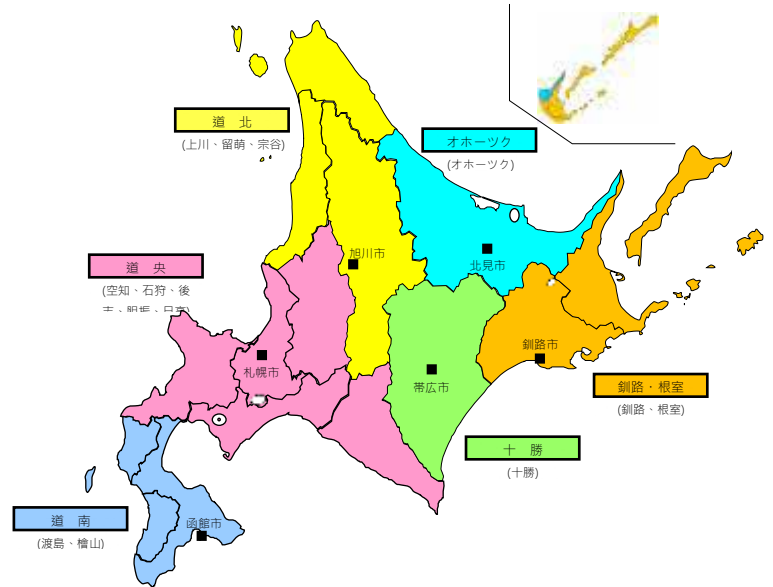 道 北
(上川、留萌、宗谷)
オホーツク
(オホーツク)
旭川市
北見市
道 央
(空知、石狩、後
釧路市
札幌市
帯広市
釧路・根室
(釧路、根室)
十 勝
(十勝)
道 南
(渡島、檜山)
函館市